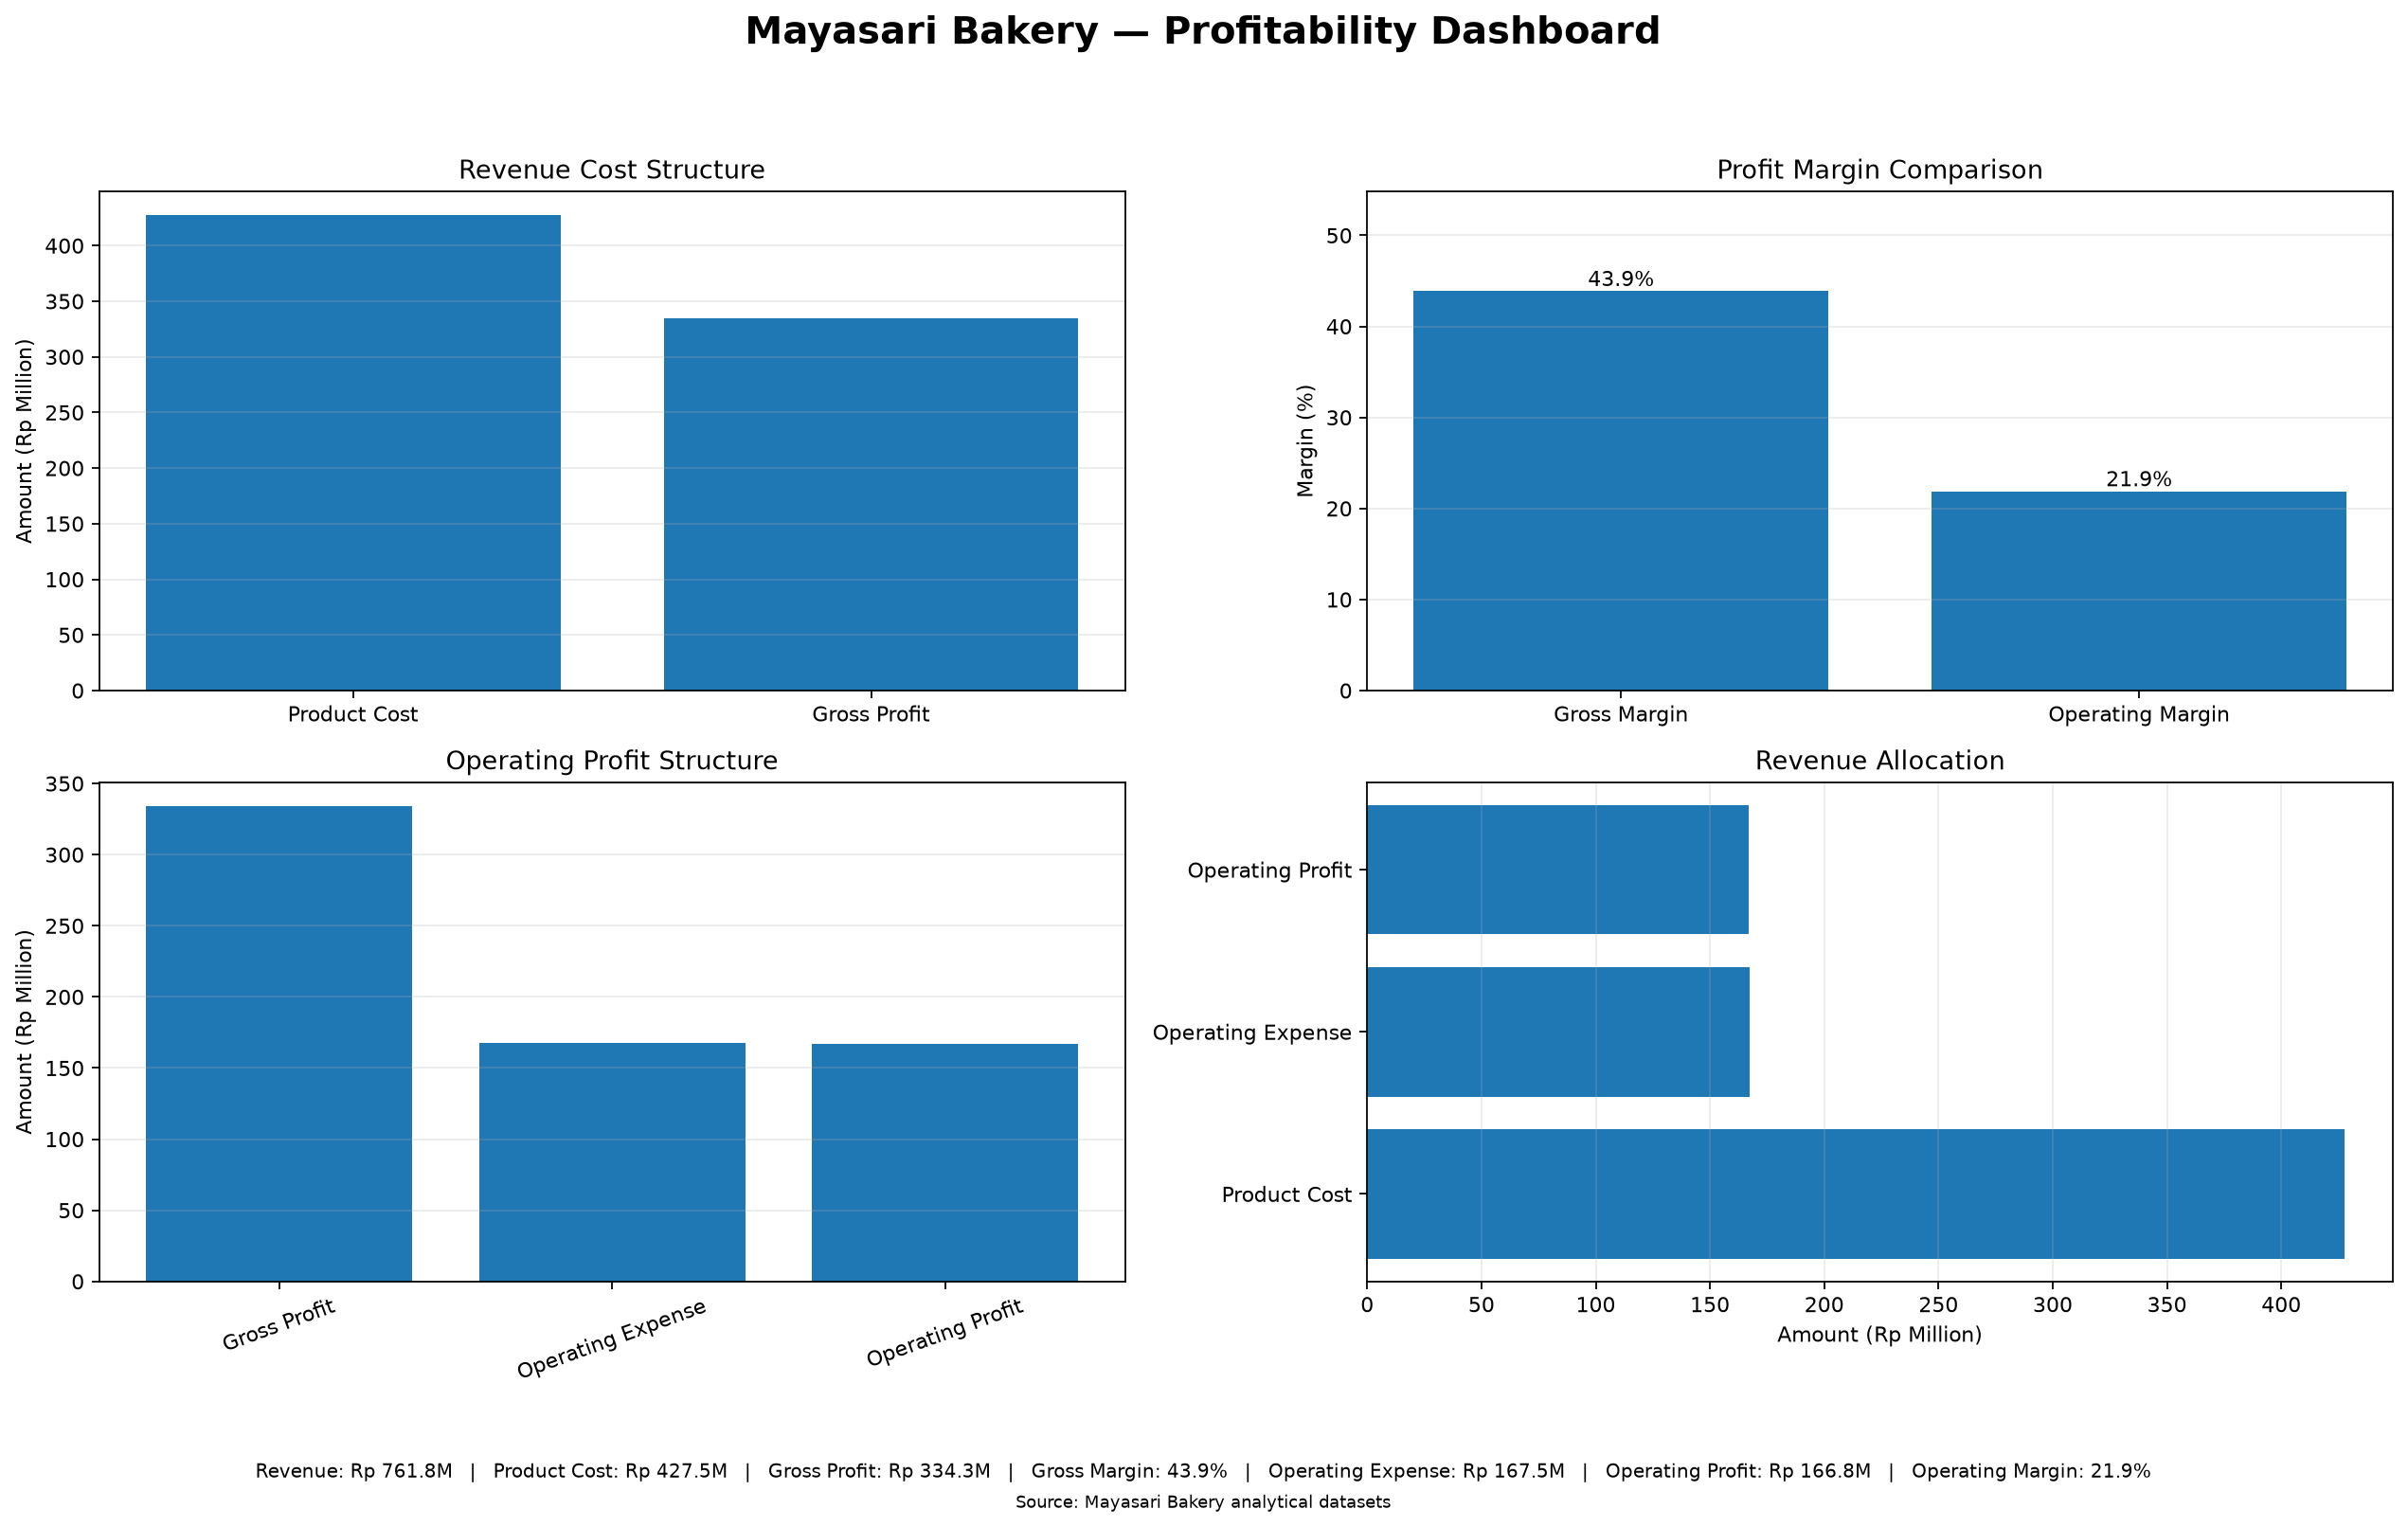 Mayasari Bakery — Profitability Dashboard
Revenue Cost Structure
Amount (Rp Million)
400
350
300
250
200
150
100
50
0
Product Cost
Gross Profit
Profit Margin Comparison
Margin (%)
50
40
30
20
10
0
43.9%
21.9%
Gross Margin
Operating Margin
Operating Profit Structure
Amount (Rp Million)
350
300
250
200
150
100
50
0
Gross Profit
Operating Expense
Operating Profit
Revenue Allocation
Operating Profit
Operating Expense
Product Cost
0 50 100 150 200 250 300 350 400
Amount (Rp Million)
Revenue: Rp 761.8M | Product Cost: Rp 427.5M | Gross Profit: Rp 334.3M | Gross Margin: 43.9% | Operating Expense: Rp 167.5M | Operating Profit: Rp 166.8M | Operating Margin: 21.9%
Source: Mayasari Bakery analytical datasets